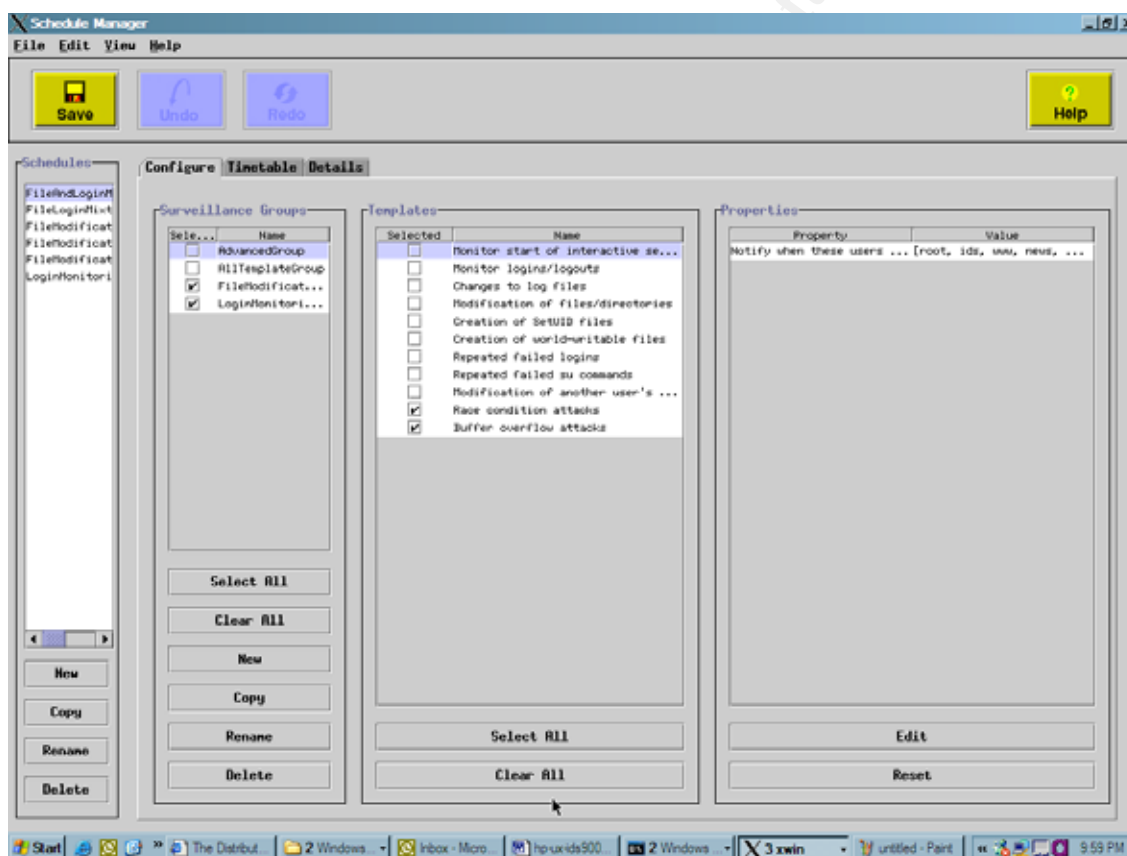 Schedule Manager
File Edit View Help
Save
Undo
Redo
Help
Schedules
FileAndLoginM
FileLoginMixt
FileModificat
FileModificat
FileModificat
LoginMonitori
New
Copy
Rename
Delete
Configure Timetable Details
Surveillance Groups
Sele... Name
AdvancedGroup
AllTemplateGroup
FileModificat...
LoginMonitori...
Select All
Clear All
New
Copy
Rename
Delete
Templates
Selected Name
Monitor start of interactive se...
Monitor logins/logouts
Changes to log files
Modification of files/directories
Creation of SetUID files
Creation of world-writable files
Repeated failed logins
Repeated failed su commands
Modification of another user's ...
Race condition attacks
Buffer overflow attacks
Select All
Clear All
Properties
Property Value
Notify when these users ... [root, ids, www, news, ...
Edit
Reset
Start The Distribut... 2 Windows... Inbox - Micro... hp-ux-ids900... 2 Windows ... 3 xwin untitled - Paint 9:59 PM